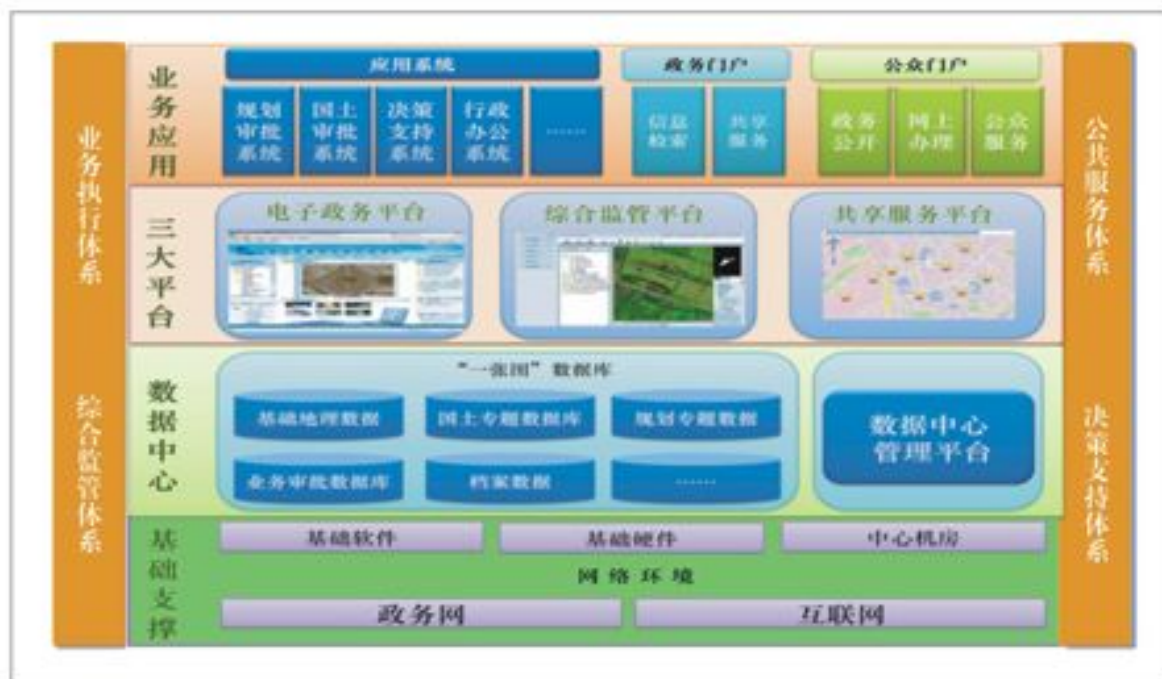 业务执行体系
综合监管体系
业务应用
应用系统
规划
审批
系统
国土
审批
系统
决策
支持
系统
行政
办公
系统
……
政务门户
信息
检索
共享
服务
公众门户
政务
公开
网上
办理
公众
服务
三大平台
电子政务平台
综合监管平台
共享服务平台
数据中心
“一张图”数据库
基础地理数据
国土专题数据库
规划专题数据
业务审批数据库
档案数据
……
数据中心
管理平台
基础支撑
基础软件
基础硬件
中心机房
网络环境
政务网
互联网
公共服务体系
决策支持体系